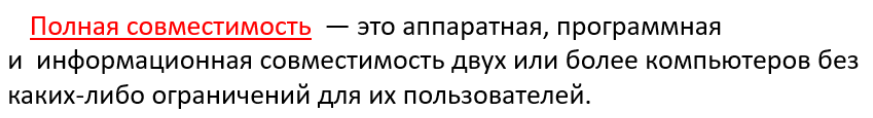 Полная совместимость — это аппаратная, программная
и информационная совместимость двух или более компьютеров без
каких-либо ограничений для их пользователей.